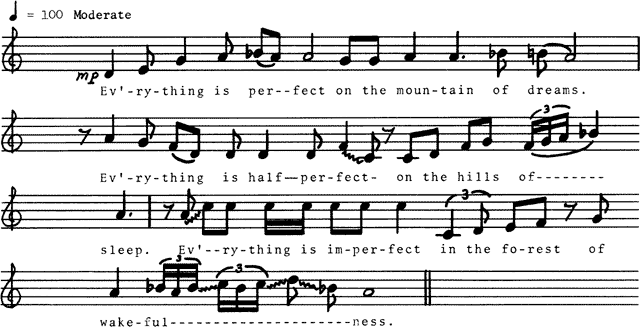 ♩ = 100 Moderate
mp
Ev'-ry-thing is per--fect on the moun-tain of dreams.
3
Ev'-ry-thing is half--per-fect- on the hills of--------
3
sleep. Ev'--ry-thing is im-per-fect in the fo-rest of
3 3
wake-ful--------------------ness.